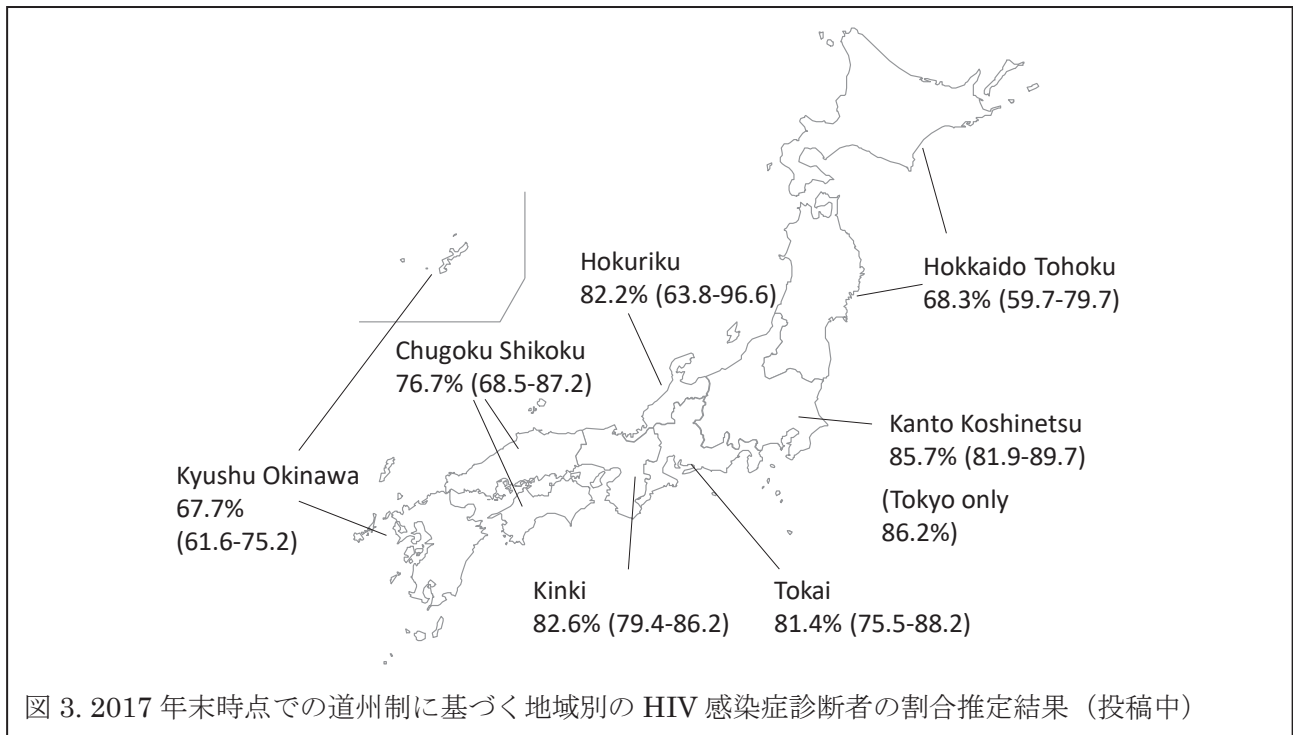 Hokuriku
82.2% (63.8-96.6)
Hokkaido Tohoku
68.3% (59.7-79.7)
Chugoku Shikoku
76.7% (68.5-87.2)
Kanto Koshinetsu
85.7% (81.9-89.7)
(Tokyo only
86.2%)
Kyushu Okinawa
67.7%
(61.6-75.2)
Kinki
82.6% (79.4-86.2)
Tokai
81.4% (75.5-88.2)
図 3. 2017 年末時点での道州制に基づく地域別の HIV 感染症診断者の割合推定結果（投稿中）